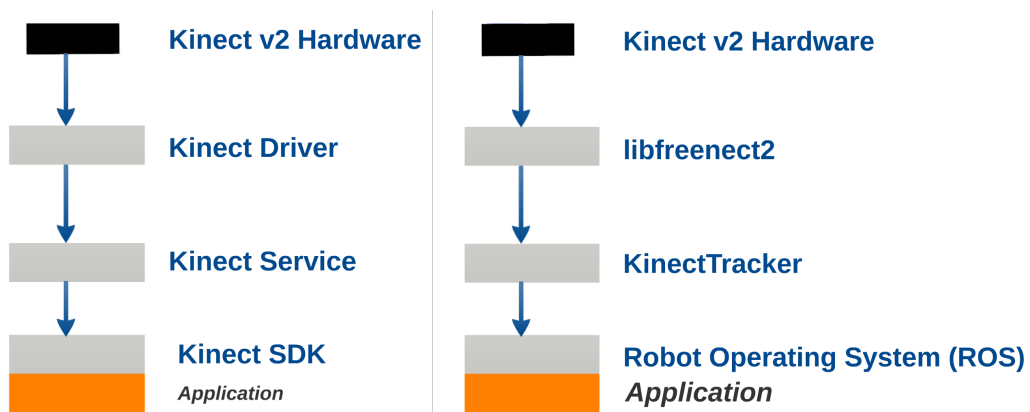 Kinect v2 Hardware
Kinect Driver
Kinect Service
Kinect SDK
Application
Kinect v2 Hardware
libfreenect2
KinectTracker
Robot Operating System (ROS)
Application